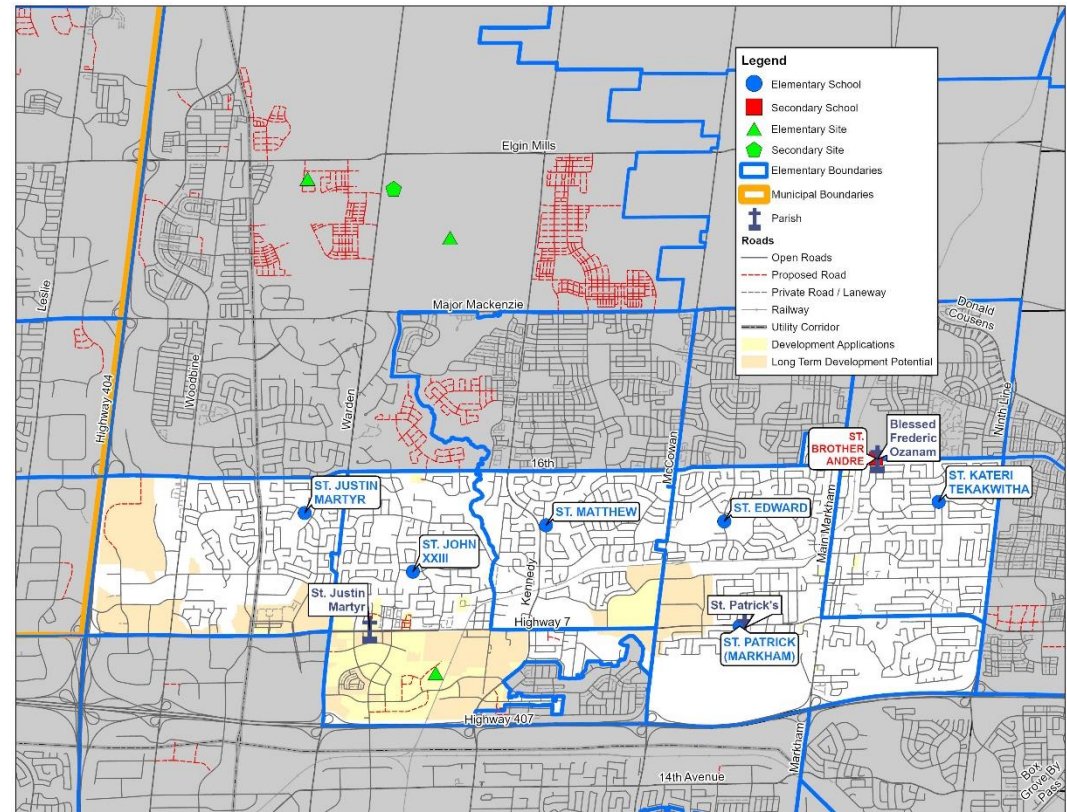 Legend
Elementary School
Secondary School
Elementary Site
Secondary Site
Elementary Boundaries
Municipal Boundaries
Parish
Roads
Open Roads
Proposed Road
Private Road / Laneway
Railway
Utility Corridor
Development Applications
Long Term Development Potential
Elgin Mills
Leslie
Major Mackenzie
Donald
Cousens
Highway 404
Woodbine
Warden
16th
McCowan
Main Markham
Ninth Line
ST.
BROTHER
ANDRE
Blessed
Frederic
Ozanam
ST. KATERI
TEKAKWITHA
ST. JUSTIN
MARTYR
ST. MATTHEW
ST. EDWARD
ST. JOHN
XXIII
Kennedy
St. Justin
Martyr
Highway 7
St. Patrick's
ST. PATRICK
(MARKHAM)
Highway 407
Markham
14th Avenue
Box
Grove By
Pass